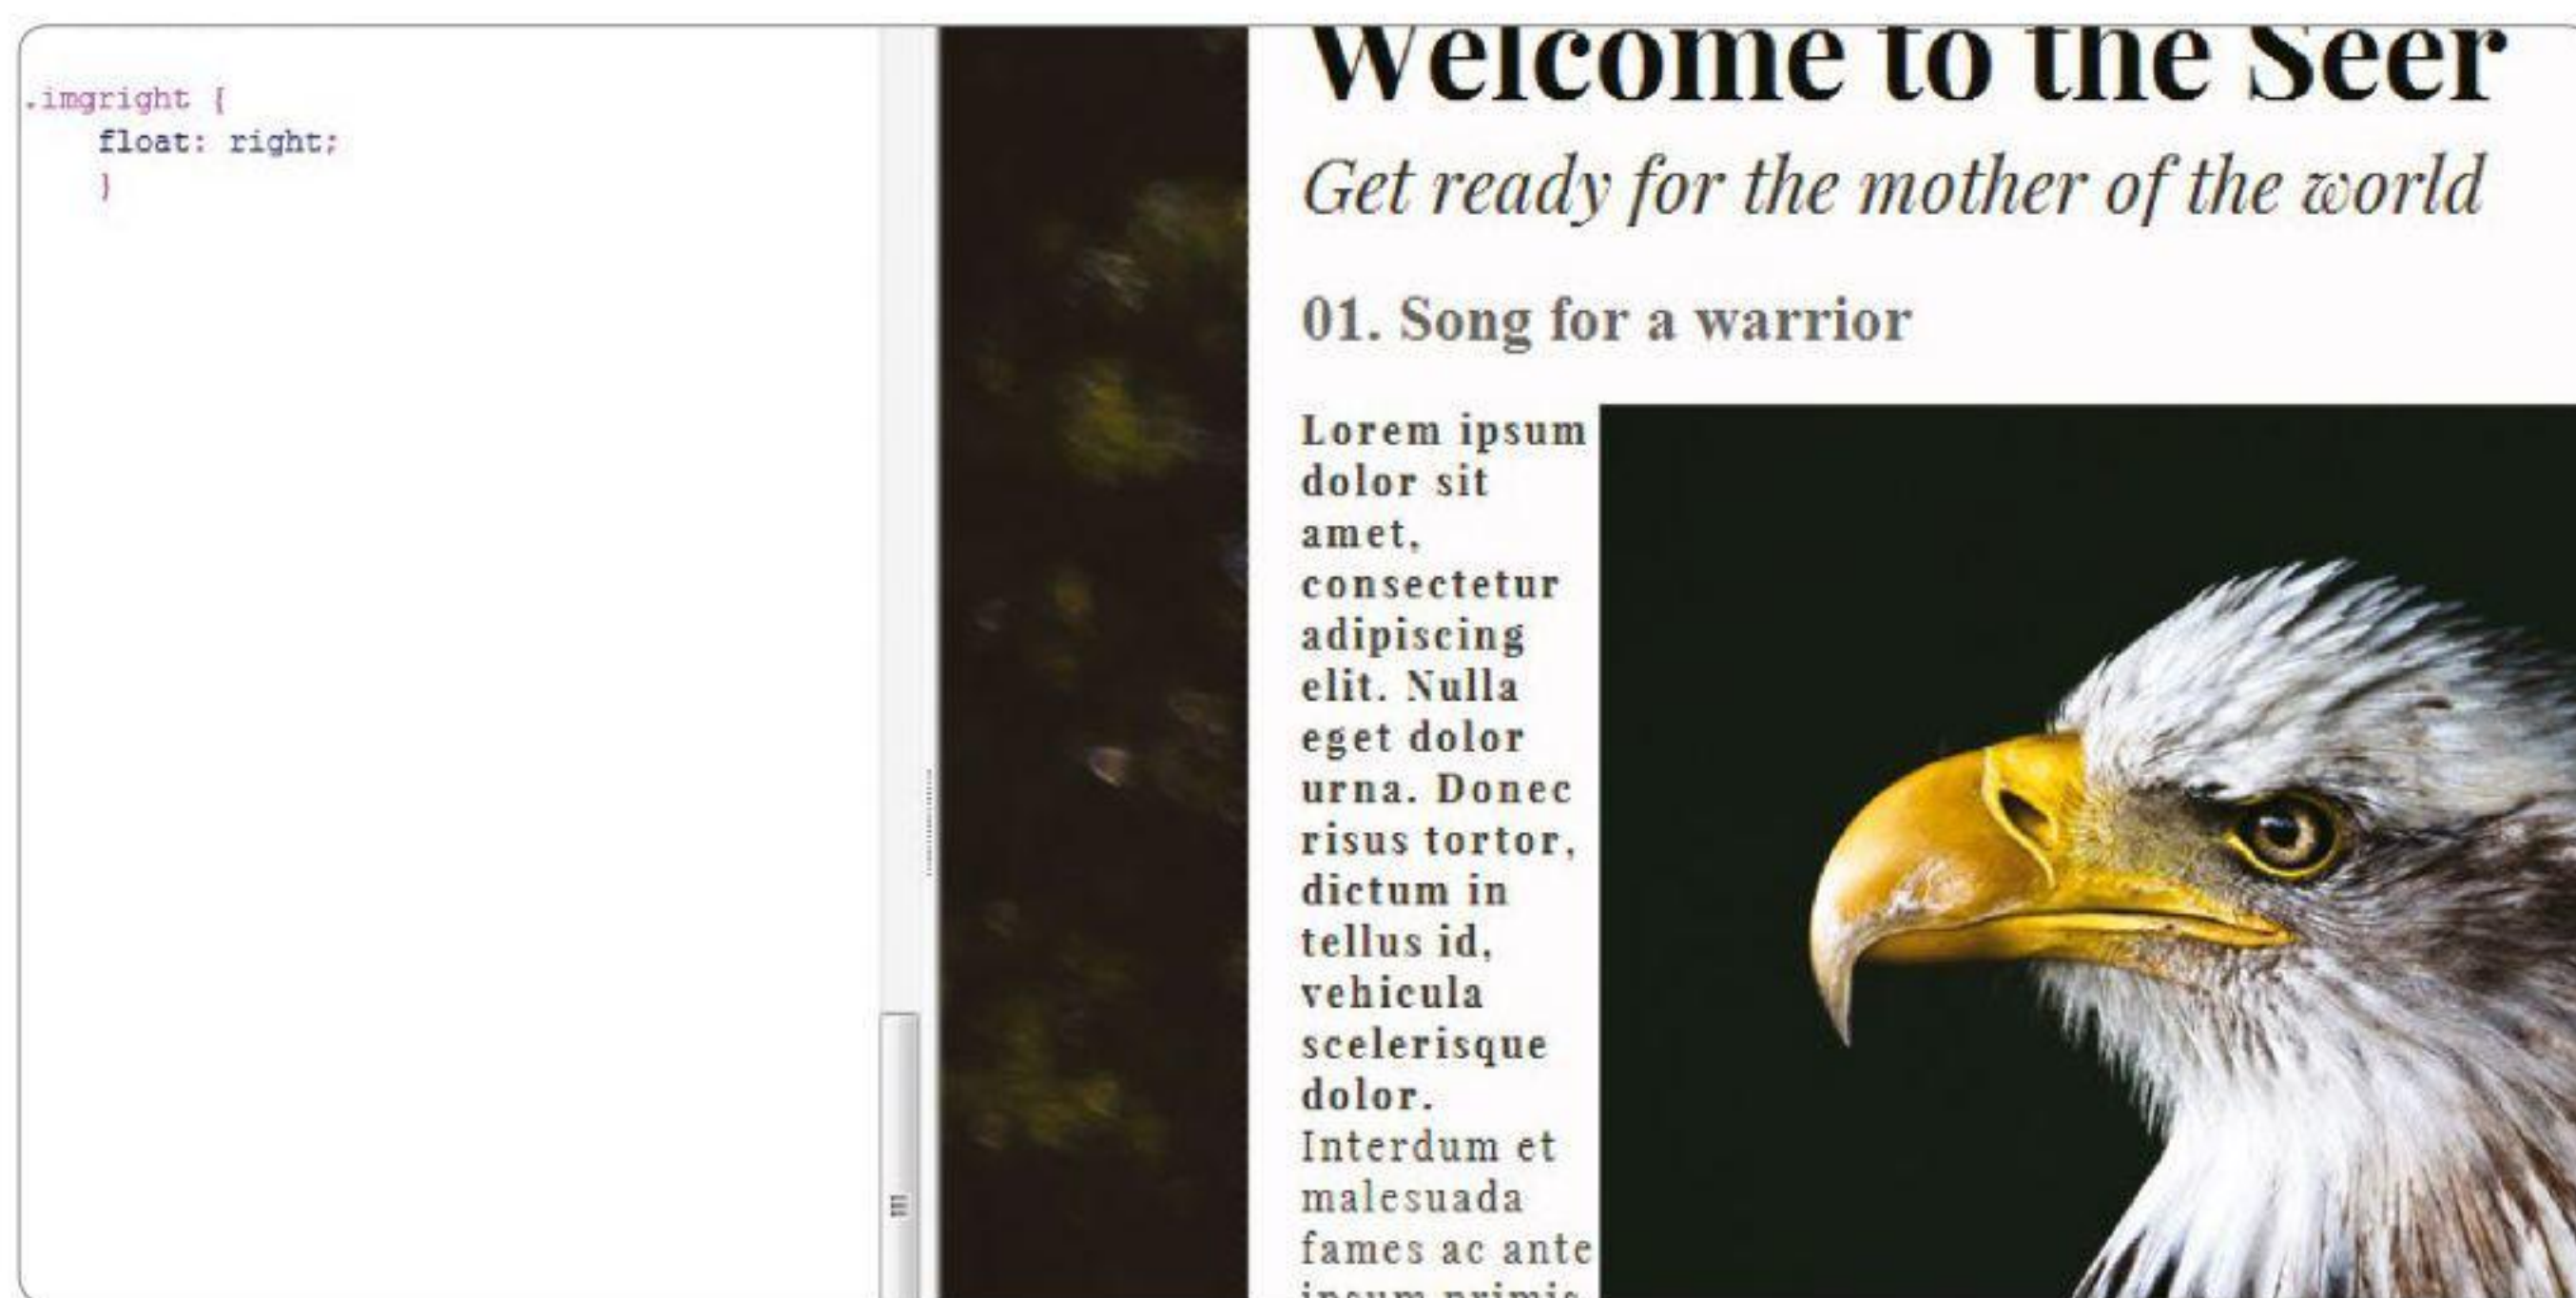 .imgright {
float: right;
}
Welcome to the Seer
Get ready for the mother of the world
01. Song for a warrior
Lorem ipsum
dolor sit
amet,
consectetur
adipiscing
elit. Nulla
eget dolor
urna. Donec
risus tortor,
dictum in
tellus id,
vehicula
scelerisque
dolor.
Interdum et
malesuada
fames ac ante
ipsum primis